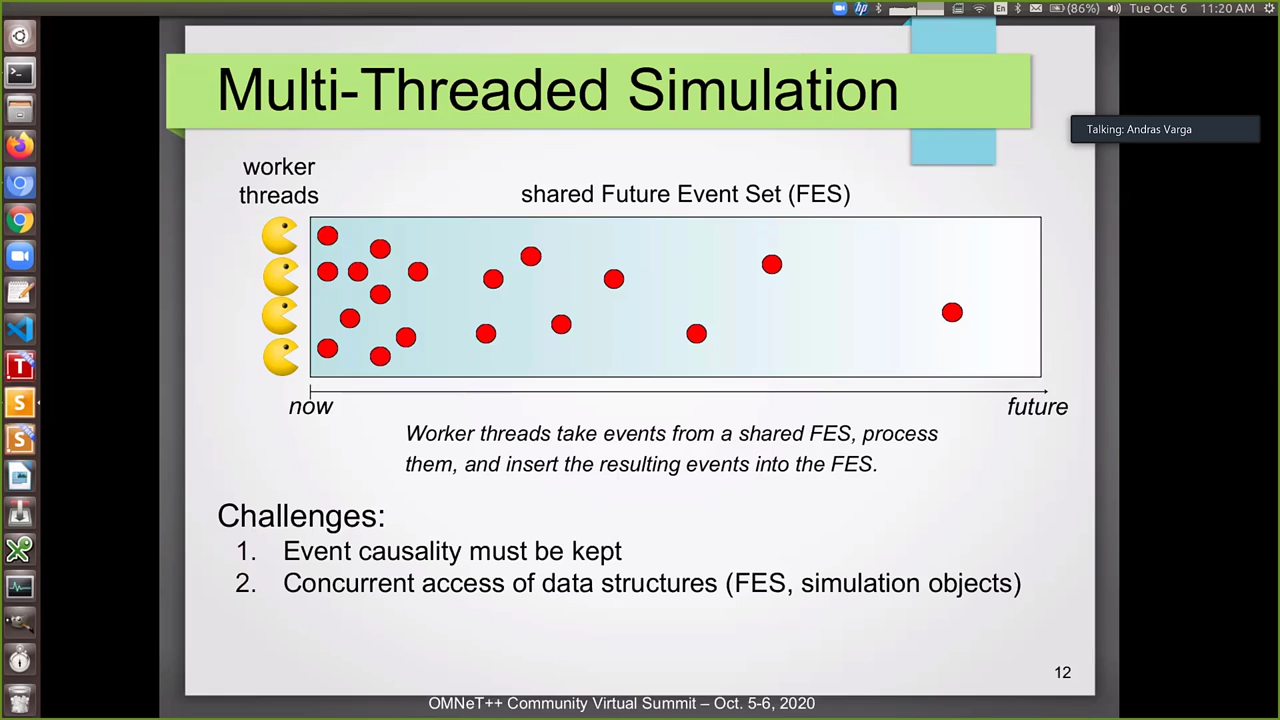 hp
En
(86%)
Tue Oct 6
11:20 AM
Multi-Threaded Simulation
Talking: Andras Varga
worker
threads
shared Future Event Set (FES)
now
future
Worker threads take events from a shared FES, process
them, and insert the resulting events into the FES.
Challenges:
1. Event causality must be kept
2. Concurrent access of data structures (FES, simulation objects)
12
OMNeT++ Community Virtual Summit – Oct. 5-6, 2020
T
S
S